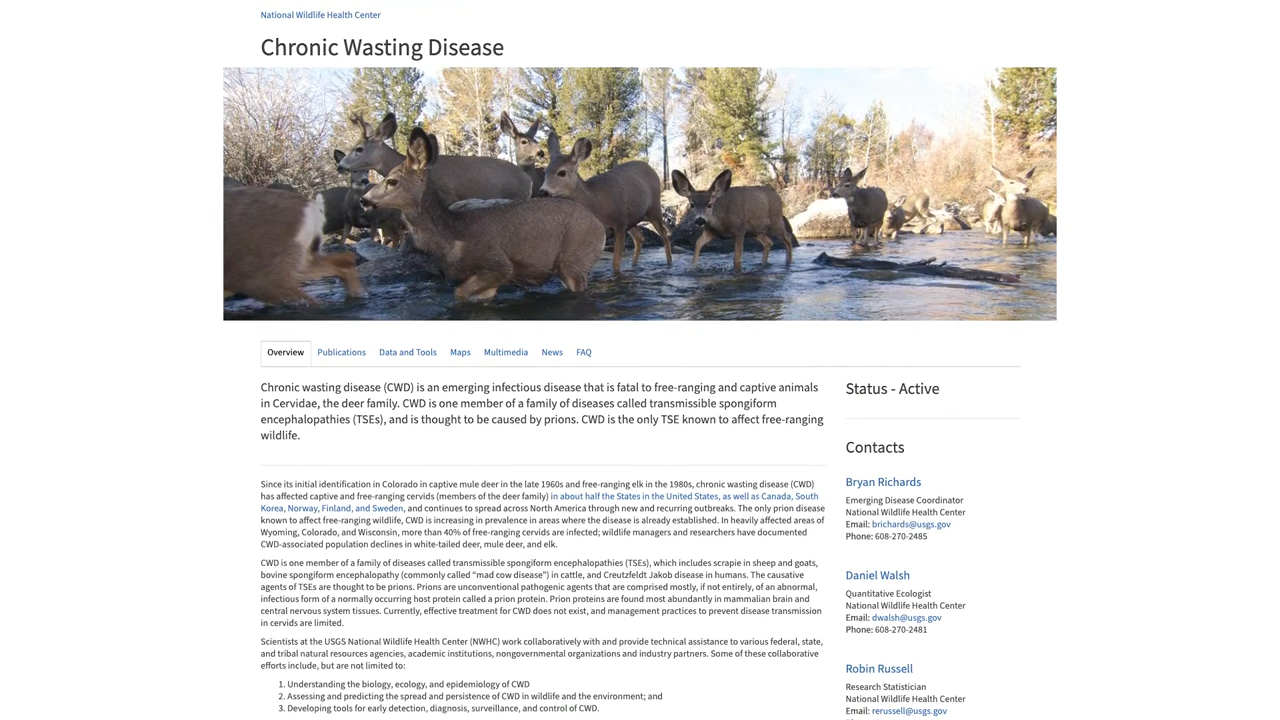 National Wildlife Health Center
Chronic Wasting Disease
Overview
Publications
Data and Tools
Maps
Multimedia
News
FAQ
Chronic wasting disease (CWD) is an emerging infectious disease that is fatal to free-ranging and captive animals
in Cervidae, the deer family. CWD is one member of a family of diseases called transmissible spongiform
encephalopathies (TSEs), and is thought to be caused by prions. CWD is the only TSE known to affect free-ranging
wildlife.
Since its initial identification in Colorado in captive mule deer in the late 1960s and free-ranging elk in the 1980s, chronic wasting disease (CWD)
has affected captive and free-ranging cervids (members of the deer family) in about half the States in the United States, as well as Canada, South
Korea, Norway, Finland, and Sweden, and continues to spread across North America through new and recurring outbreaks. The only prion disease
known to affect free-ranging wildlife, CWD is increasing in prevalence in areas where the disease is already established. In heavily affected areas of
Wyoming, Colorado, and Wisconsin, more than 40% of free-ranging cervids are infected; wildlife managers and researchers have documented
CWD-associated population declines in white-tailed deer, mule deer, and elk.
CWD is one member of a family of diseases called transmissible spongiform encephalopathies (TSEs), which includes scrapie in sheep and goats,
bovine spongiform encephalopathy (commonly called “mad cow disease”) in cattle, and Creutzfeldt Jakob disease in humans. The causative
agents of TSEs are thought to be prions. Prions are unconventional pathogenic agents that are comprised mostly, if not entirely, of an abnormal,
infectious form of a normally occurring host protein called a prion protein. Prion proteins are found most abundantly in mammalian brain and
central nervous system tissues. Currently, effective treatment for CWD does not exist, and management practices to prevent disease transmission
in cervids are limited.
Scientists at the USGS National Wildlife Health Center (NWHC) work collaboratively with and provide technical assistance to various federal, state,
and tribal natural resources agencies, academic institutions, nongovernmental organizations and industry partners. Some of these collaborative
efforts include, but are not limited to:
1. Understanding the biology, ecology, and epidemiology of CWD
2. Assessing and predicting the spread and persistence of CWD in wildlife and the environment; and
3. Developing tools for early detection, diagnosis, surveillance, and control of CWD.
Status - Active
Contacts
Bryan Richards
Emerging Disease Coordinator
National Wildlife Health Center
Email: brichards@usgs.gov
Phone: 608-270-2485
Daniel Walsh
Quantitative Ecologist
National Wildlife Health Center
Email: dwalsh@usgs.gov
Phone: 608-270-2481
Robin Russell
Research Statistician
National Wildlife Health Center
Email: rerussell@usgs.gov